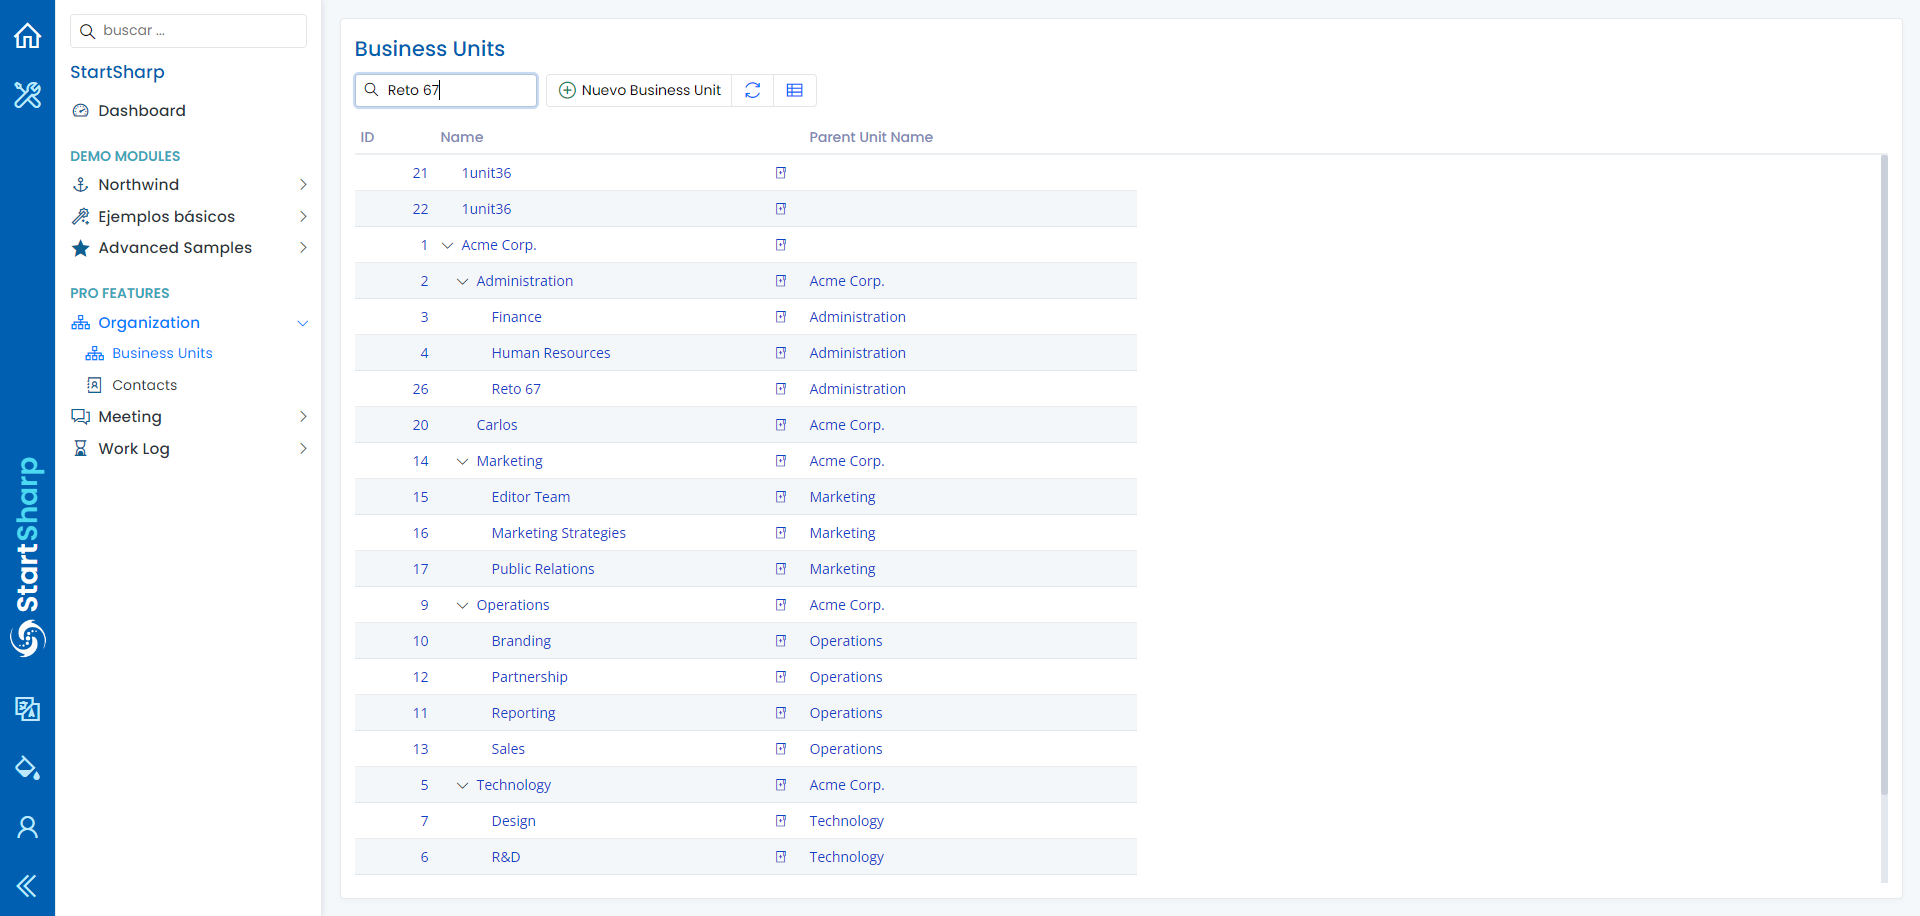 buscar ...
StartSharp
Dashboard
DEMO MODULES
Northwind
Ejemplos básicos
Advanced Samples
PRO FEATURES
Organization
Business Units
Contacts
Meeting
Work Log
StartSharp
Business Units
Reto 67
Nuevo Business Unit
ID Name Parent Unit Name
21 1unit36
22 1unit36
1 Acme Corp.
2 Administration Acme Corp.
3 Finance Administration
4 Human Resources Administration
26 Reto 67 Administration
20 Carlos Acme Corp.
14 Marketing Acme Corp.
15 Editor Team Marketing
16 Marketing Strategies Marketing
17 Public Relations Marketing
9 Operations Acme Corp.
10 Branding Operations
12 Partnership Operations
11 Reporting Operations
13 Sales Operations
5 Technology Acme Corp.
7 Design Technology
6 R&D Technology